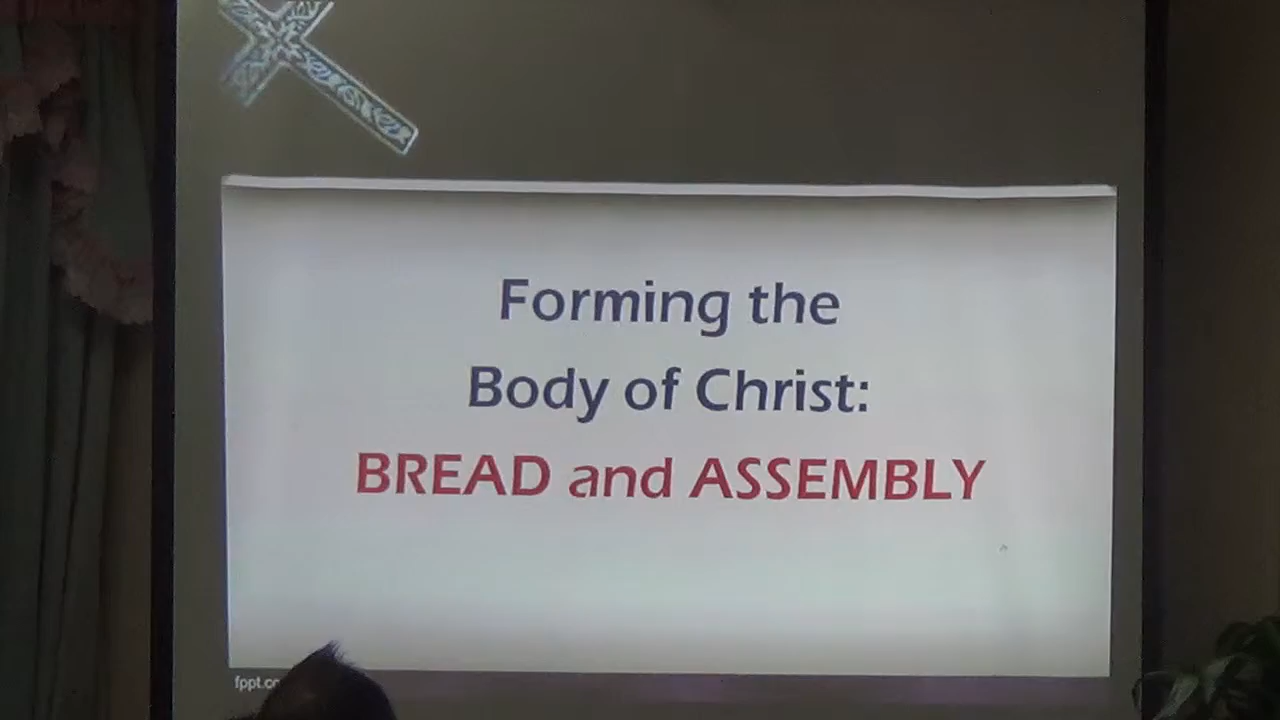 Forming the
Body of Christ:
BREAD and ASSEMBLY